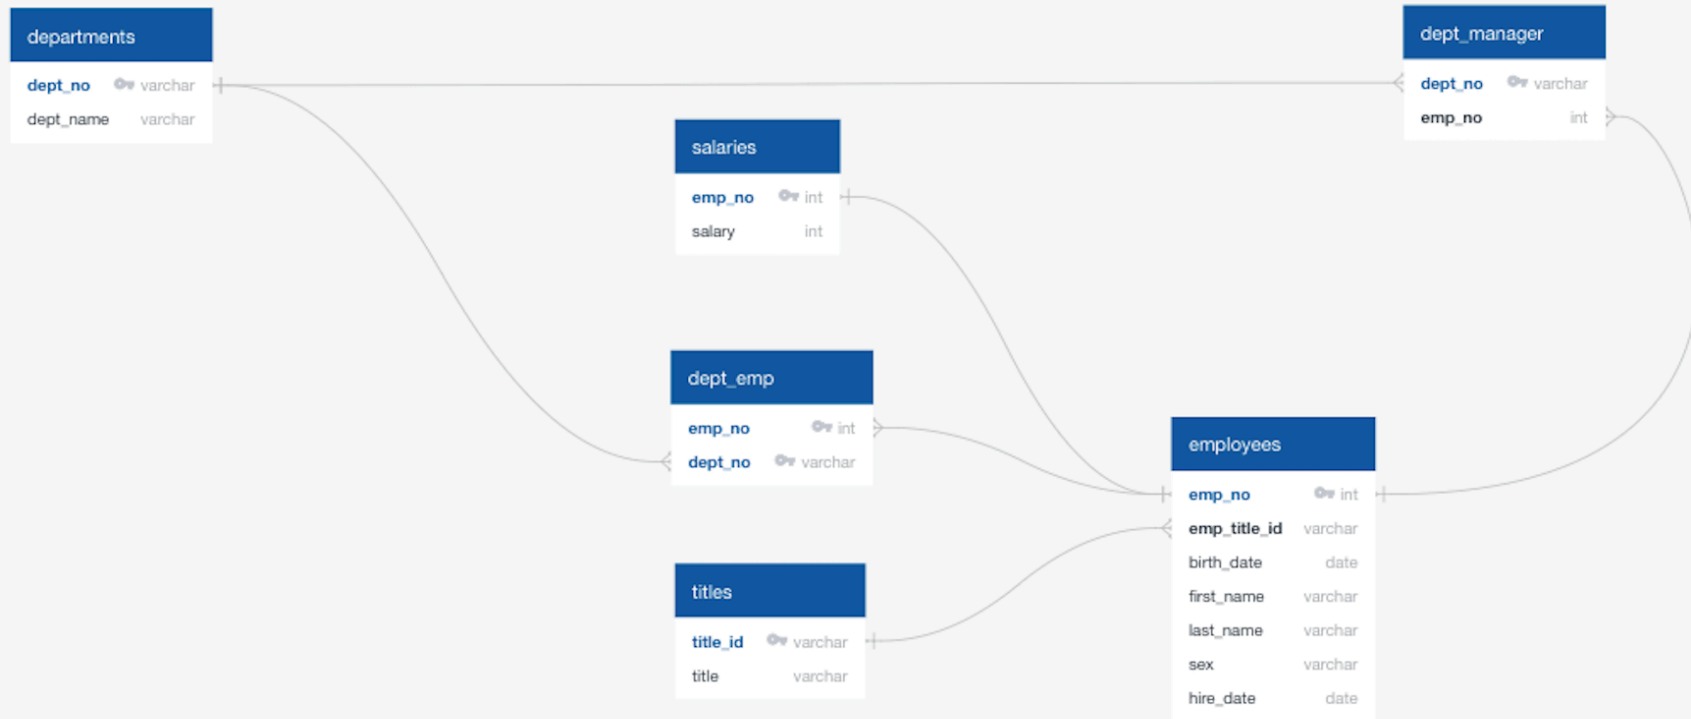 departments
dept_no varchar
dept_name varchar
dept_manager
dept_no varchar
emp_no int
salaries
emp_no int
salary int
dept_emp
emp_no int
dept_no varchar
employees
emp_no int
emp_title_id varchar
birth_date date
first_name varchar
last_name varchar
sex varchar
hire_date date
titles
title_id varchar
title varchar